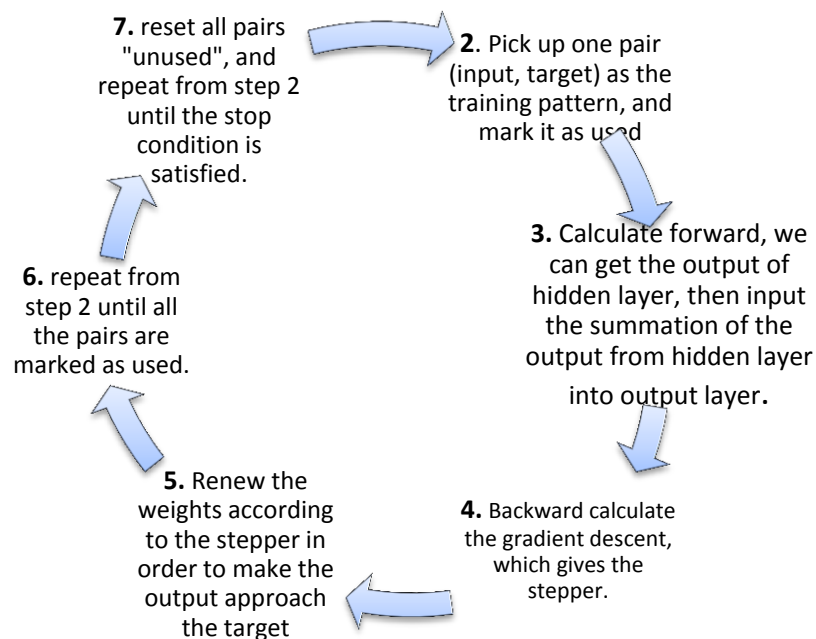 7. reset all pairs
"unused", and
repeat from step 2
until the stop
condition is
satisfied.
2. Pick up one pair
(input, target) as the
training pattern, and
mark it as used
3. Calculate forward, we
can get the output of
hidden layer, then input
the summation of the
output from hidden layer
into output layer.
4. Backward calculate
the gradient descent,
which gives the
stepper.
5. Renew the
weights according
to the stepper in
order to make the
output approach
the target
6. repeat from
step 2 until all
the pairs are
marked as used.